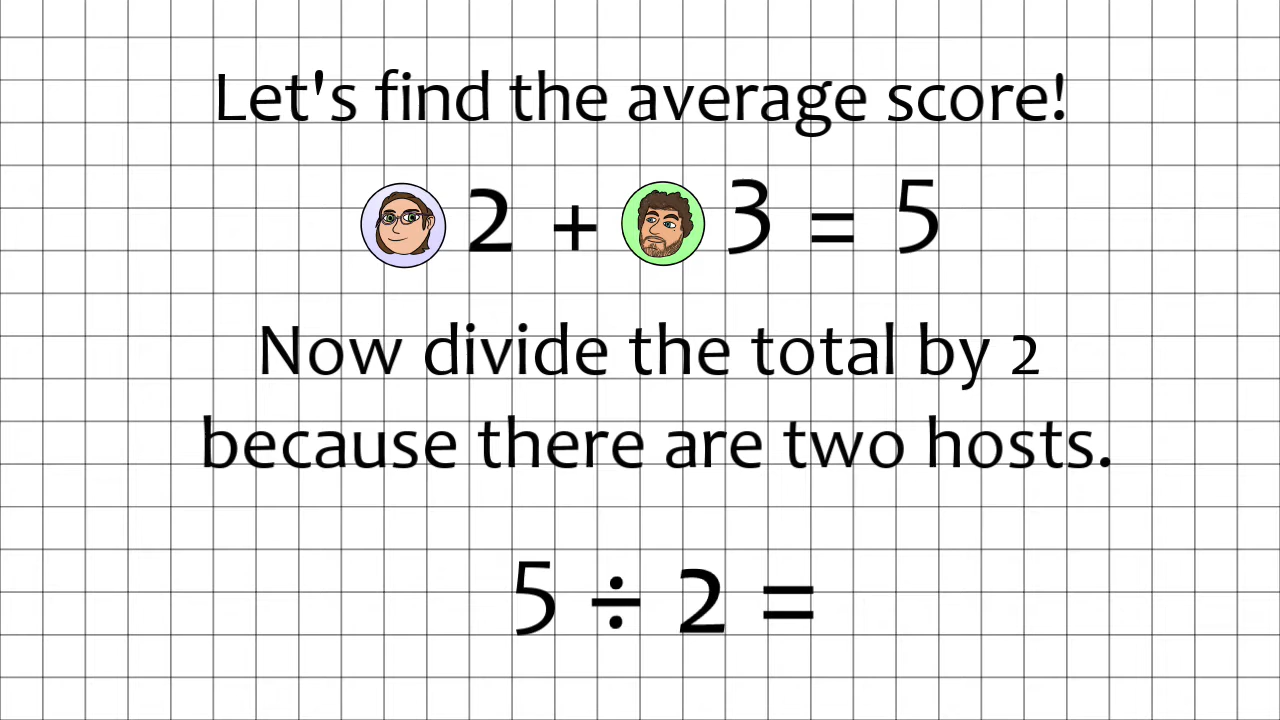 Let's find the average score!
2 + 3 = 5
Now divide the total by 2
because there are two hosts.
5 ÷ 2 =